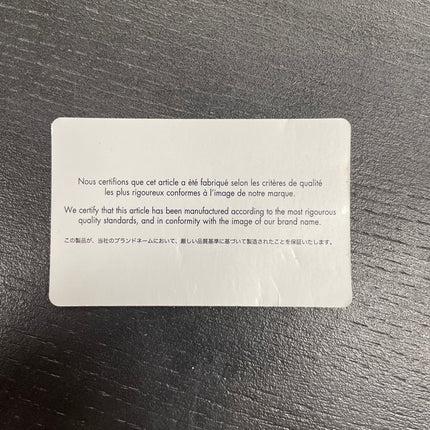 Nous certifions que cet article a été fabriqué selon les critères de qualité
les plus rigoureux conformes à l'image de notre marque.
We certify that this article has been manufactured according to the most rigourous
quality standards, and in conformity with the image of our brand name.
この製品が、当社のブランドネームにおいて、厳しい品質基準に基づいて製造されたことを保証いたします。